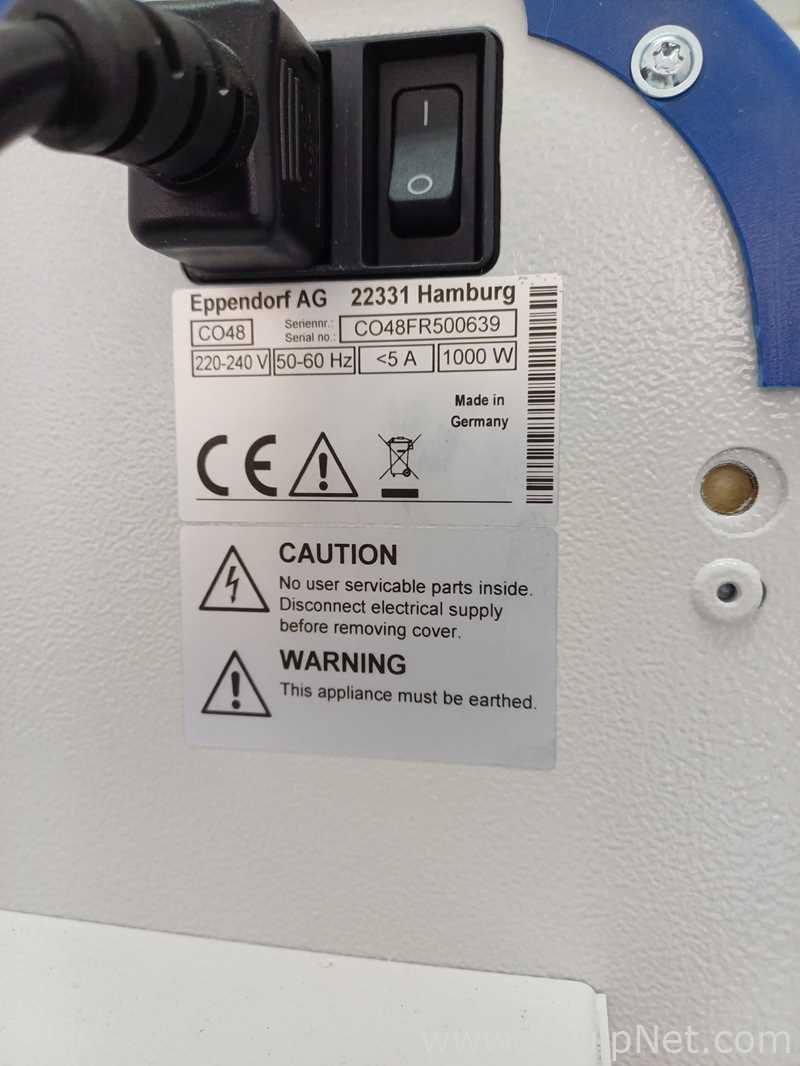 I
O
Eppendorf AG 22331 Hamburg
CO48 Seriennr.: Serial no.: CO48FR500639
220-240 V 50-60 Hz <5 A 1000 W
Made in
Germany
CE
CAUTION
No user servicable parts inside.
Disconnect electrical supply
before removing cover.
WARNING
This appliance must be earthed.
pNet.com